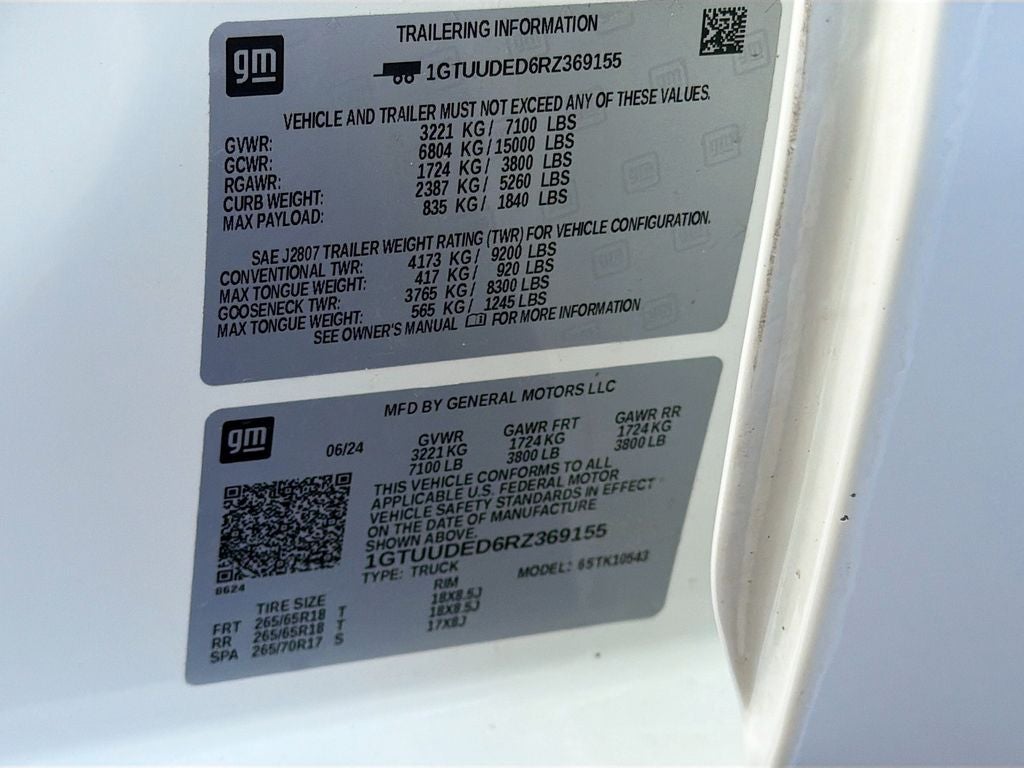 gm
TRAILERING INFORMATION
1GTUUDED6RZ369155
VEHICLE AND TRAILER MUST NOT EXCEED ANY OF THESE VALUES.
GVWR: 3221 KG / 7100 LBS
GCWR: 6804 KG / 15000 LBS
RGAWR: 1724 KG / 3800 LBS
CURB WEIGHT: 2387 KG / 5260 LBS
MAX PAYLOAD: 835 KG / 1840 LBS
SAE J2807 TRAILER WEIGHT RATING (TWR) FOR VEHICLE CONFIGURATION.
CONVENTIONAL TWR: 4173 KG / 9200 LBS
MAX TONGUE WEIGHT: 417 KG / 920 LBS
GOOSENECK TWR: 3765 KG / 8300 LBS
MAX TONGUE WEIGHT: 565 KG / 1245 LBS
SEE OWNER'S MANUAL FOR MORE INFORMATION
gm
MFD BY GENERAL MOTORS LLC
06/24 GVWR GAWR FRT GAWR RR
3221 KG 1724 KG 1724 KG
7100 LB 3800 LB 3800 LB
THIS VEHICLE CONFORMS TO ALL
APPLICABLE U.S. FEDERAL MOTOR
VEHICLE SAFETY STANDARDS IN EFFECT
ON THE DATE OF MANUFACTURE
SHOWN ABOVE.
1GTUUDED6RZ369155
TYPE: TRUCK MODEL: 6STK10543
8624
TIRE SIZE RIM
FRT 265/65R18 T 18X8.5J
RR 265/65R18 T 18X8.5J
SPA 265/70R17 S 17X8J